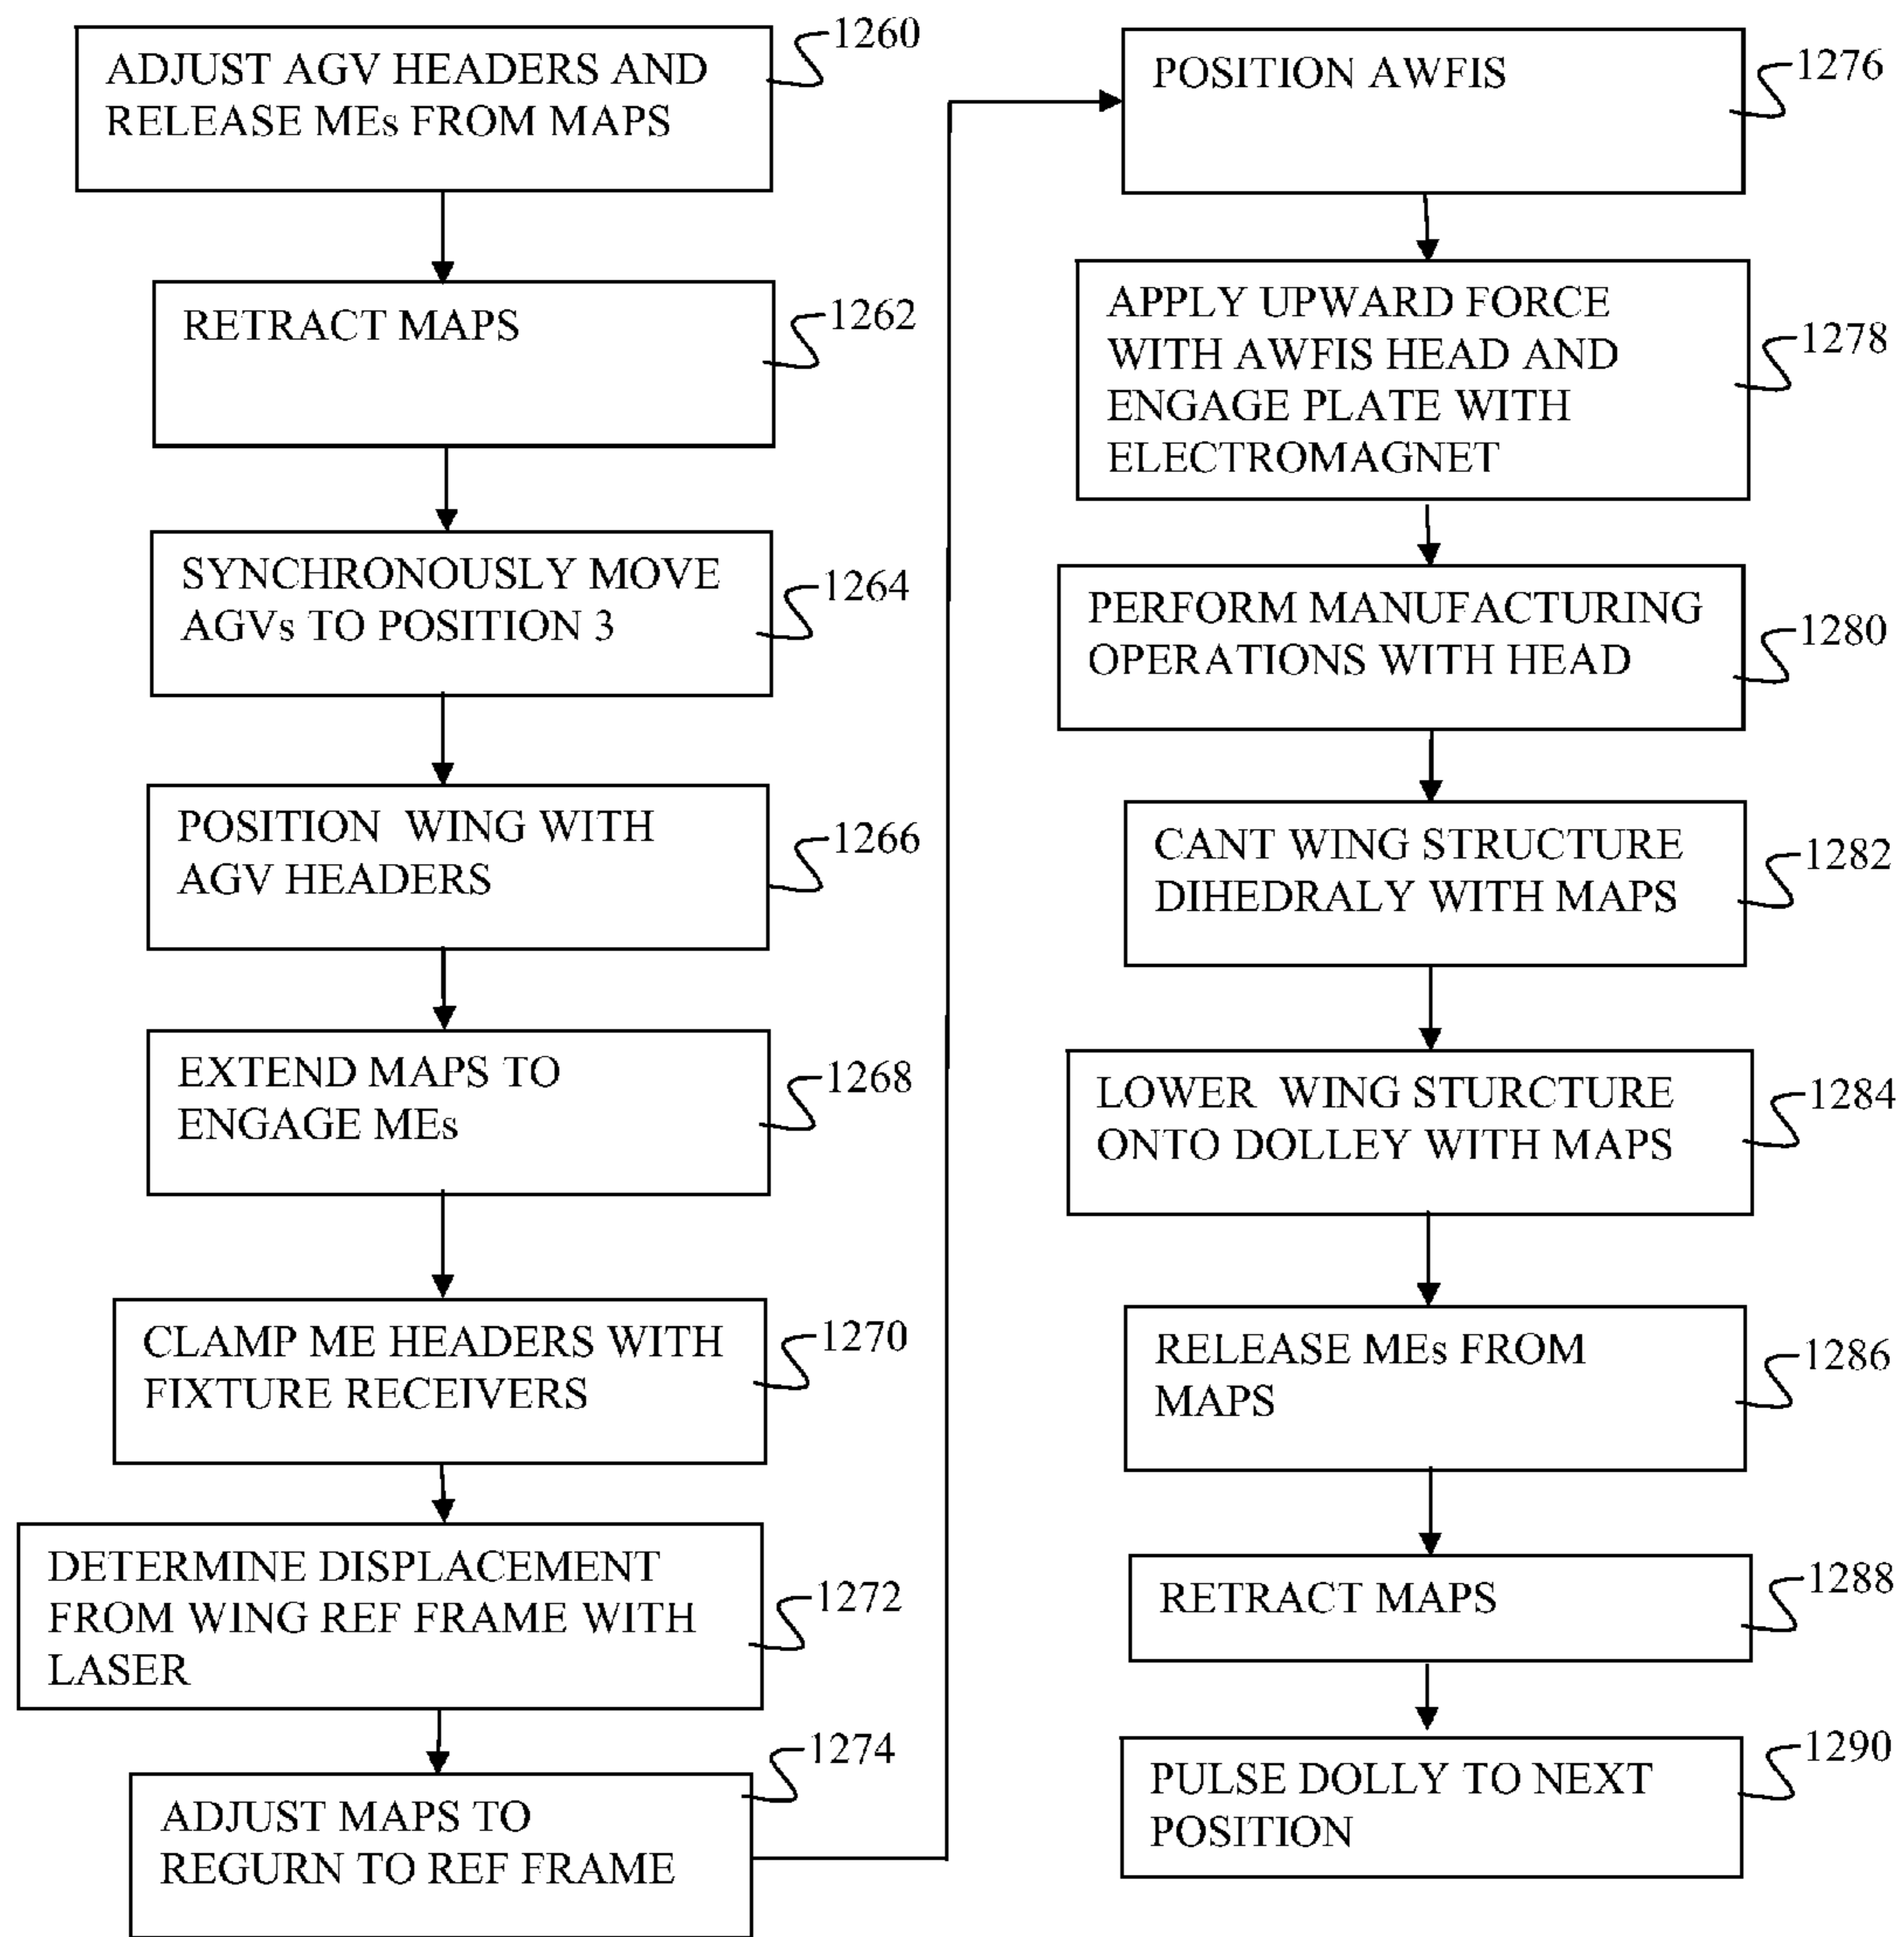 ADJUST AGV HEADERS AND
RELEASE MEs FROM MAPS
1260
RETRACT MAPS
1262
SYNCHRONOUSLY MOVE
AGVs TO POSITION 3
1264
POSITION WING WITH
AGV HEADERS
1266
EXTEND MAPS TO
ENGAGE MEs
1268
CLAMP ME HEADERS WITH
FIXTURE RECEIVERS
1270
DETERMINE DISPLACEMENT
FROM WING REF FRAME WITH
LASER
1272
ADJUST MAPS TO
REGURN TO REF FRAME
1274
POSITION AWFIS
1276
APPLY UPWARD FORCE
WITH AWFIS HEAD AND
ENGAGE PLATE WITH
ELECTROMAGNET
1278
PERFORM MANUFACTURING
OPERATIONS WITH HEAD
1280
CANT WING STRUCTURE
DIHEDRALY WITH MAPS
1282
LOWER WING STURCTURE
ONTO DOLLEY WITH MAPS
1284
RELEASE MEs FROM
MAPS
1286
RETRACT MAPS
1288
PULSE DOLLY TO NEXT
POSITION
1290